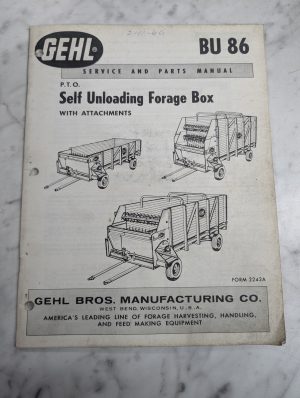 GEHL
BU 86
SERVICE AND PARTS MANUAL
P.T.O.
Self Unloading Forage Box
WITH ATTACHMENTS
FORM 2242A
GEHL BROS. MANUFACTURING CO.
WEST BEND, WISCONSIN, U.S.A.
AMERICA'S LEADING LINE OF FORAGE HARVESTING, HANDLING,
AND FEED MAKING EQUIPMENT